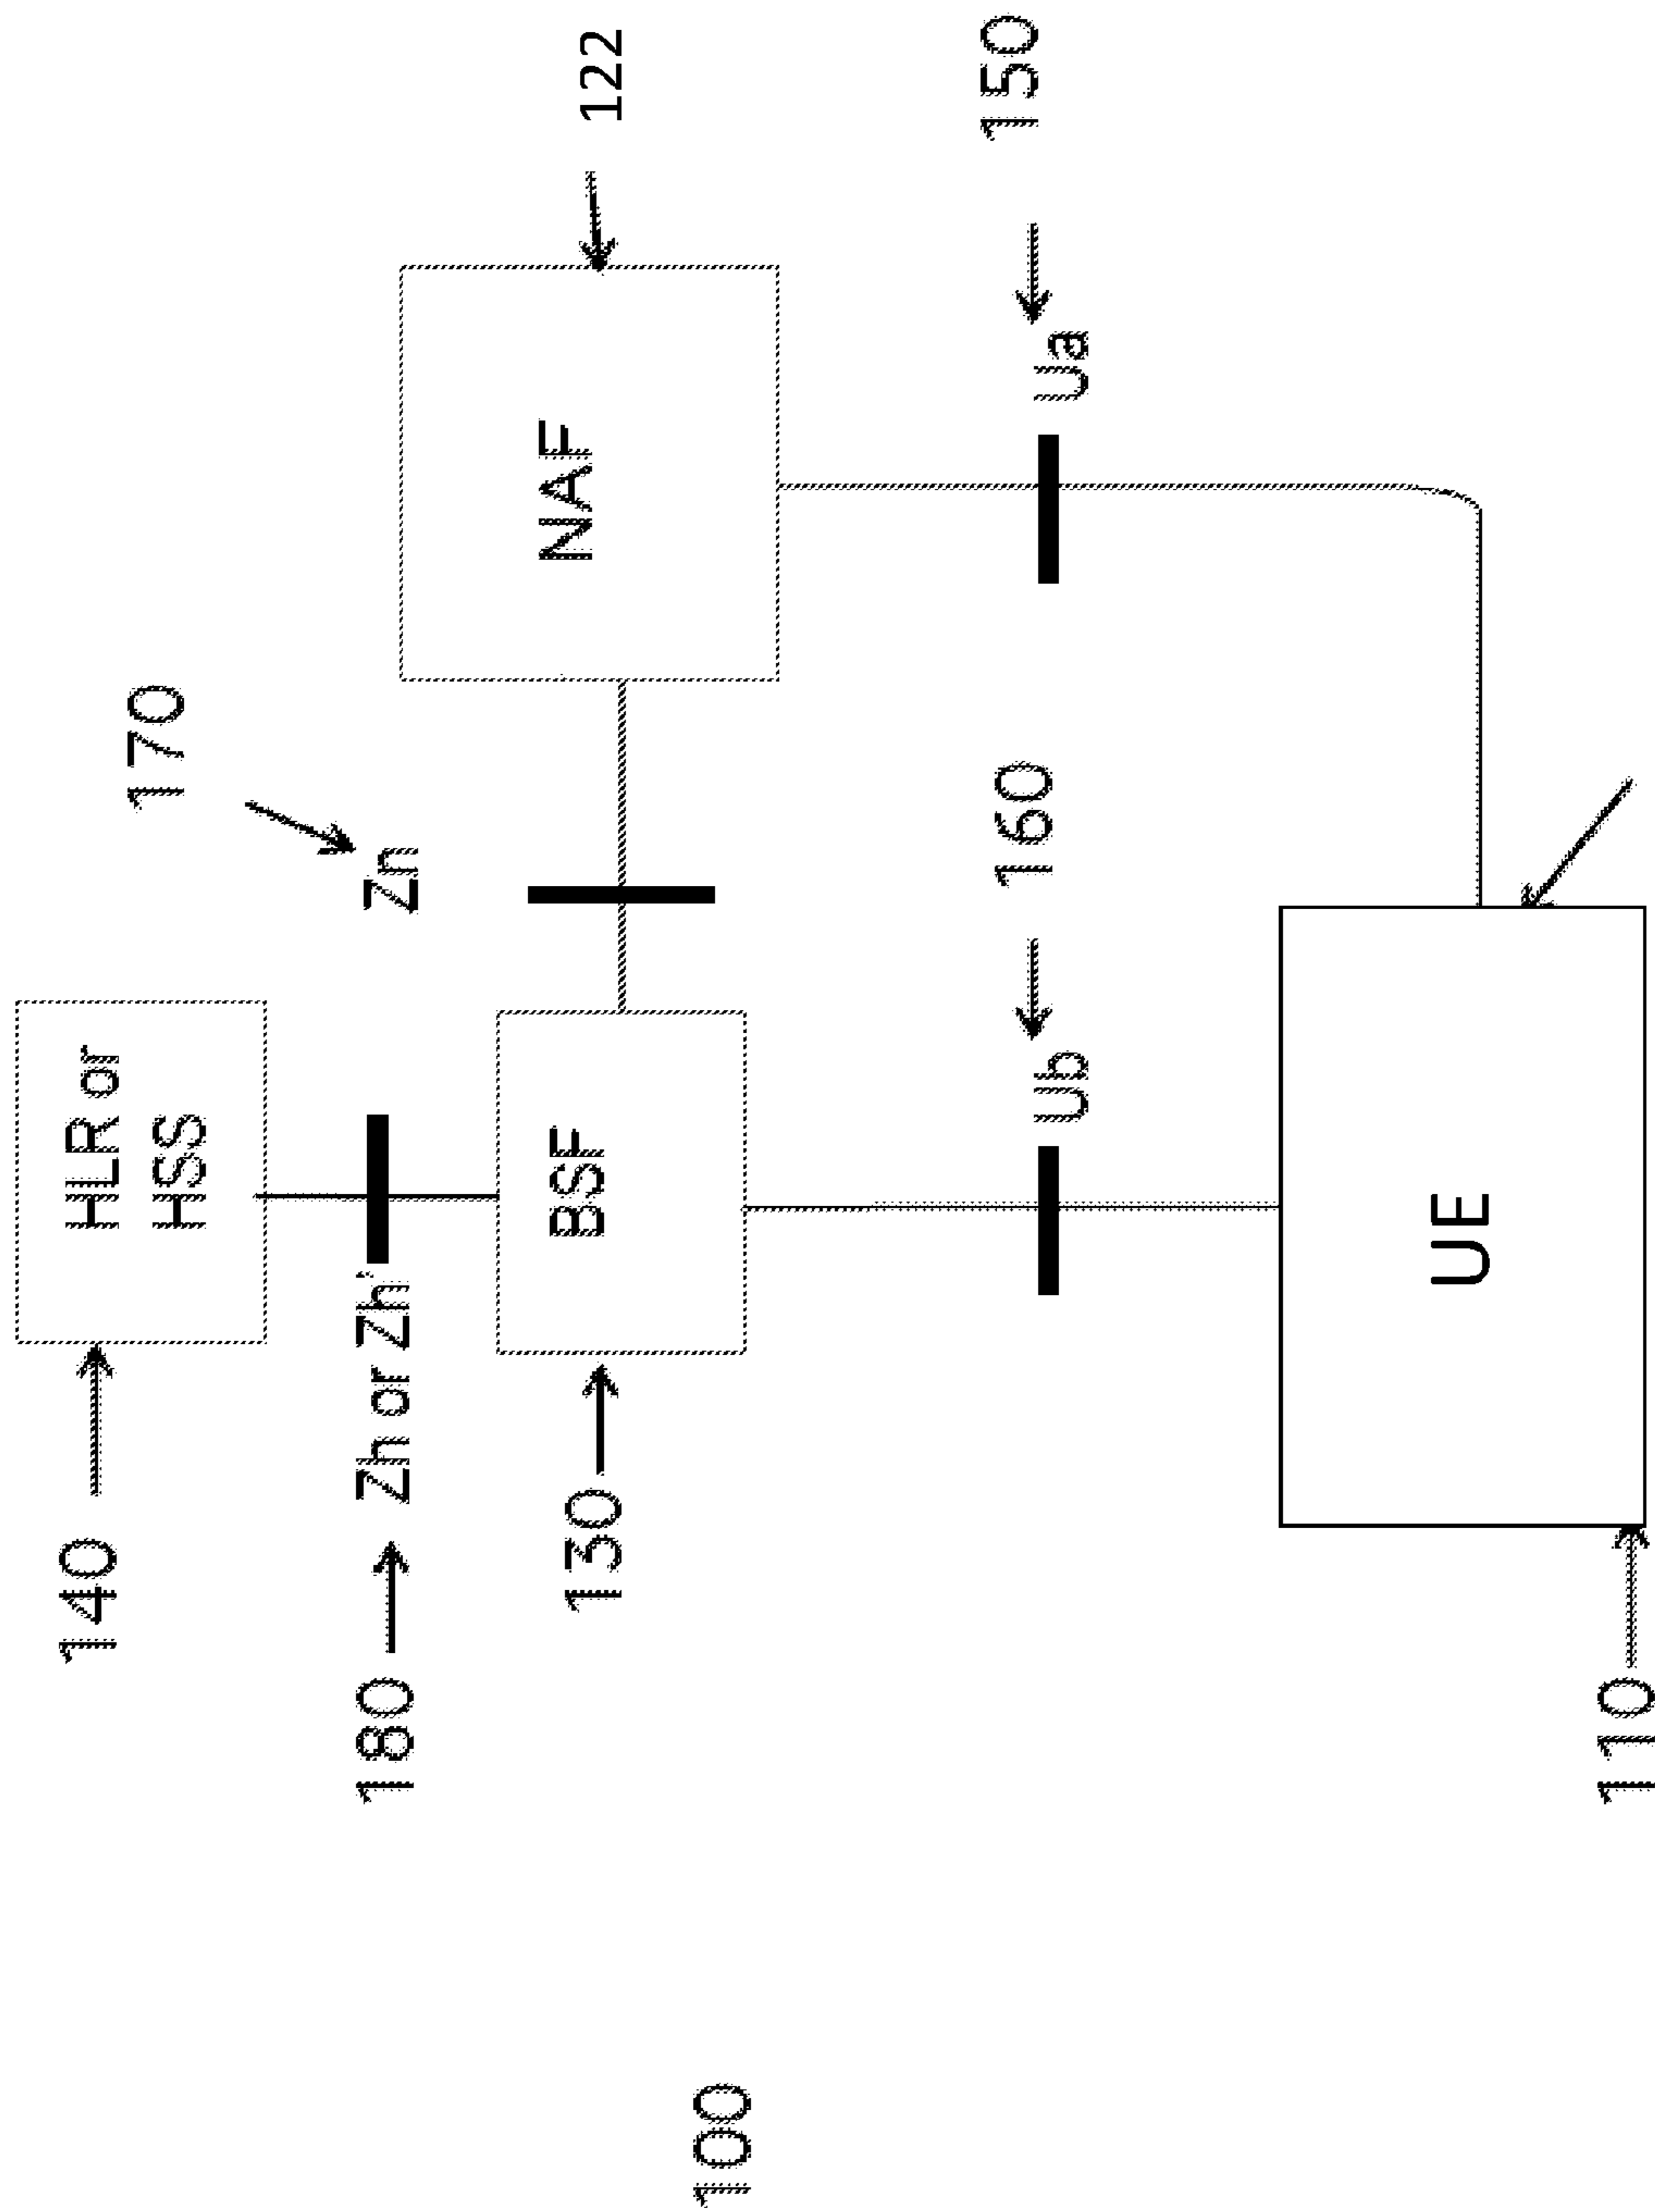 140
HLR or
HSS
170
180
Zh or Zh'
Zn
130
BSF
NAF
122
100
Ub
160
Ua
150
UE
110